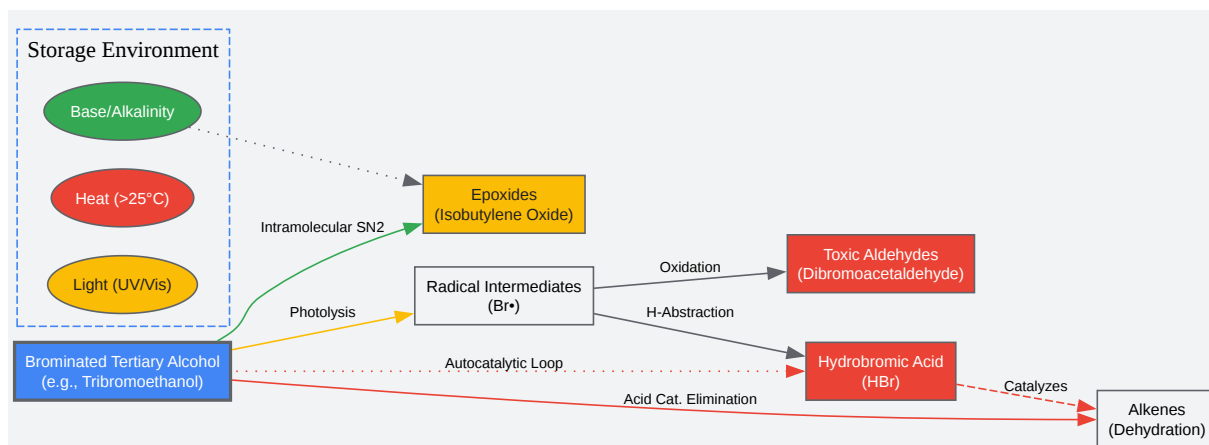 Storage Environment
Base/Alkalinity
Heat (>25°C)
Light (UV/Vis)
Brominated Tertiary Alcohol
(e.g., Tribromoethanol)
Intramolecular SN2
Photolysis
Autocatalytic Loop
Acid Cat. Elimination
Epoxides
(Isobutylene Oxide)
Radical Intermediates
(Br•)
Oxidation
H-Abstraction
Toxic Aldehydes
(Dibromoacetaldehyde)
Hydrobromic Acid
(HBr)
Catalyzes
Alkenes
(Dehydration)